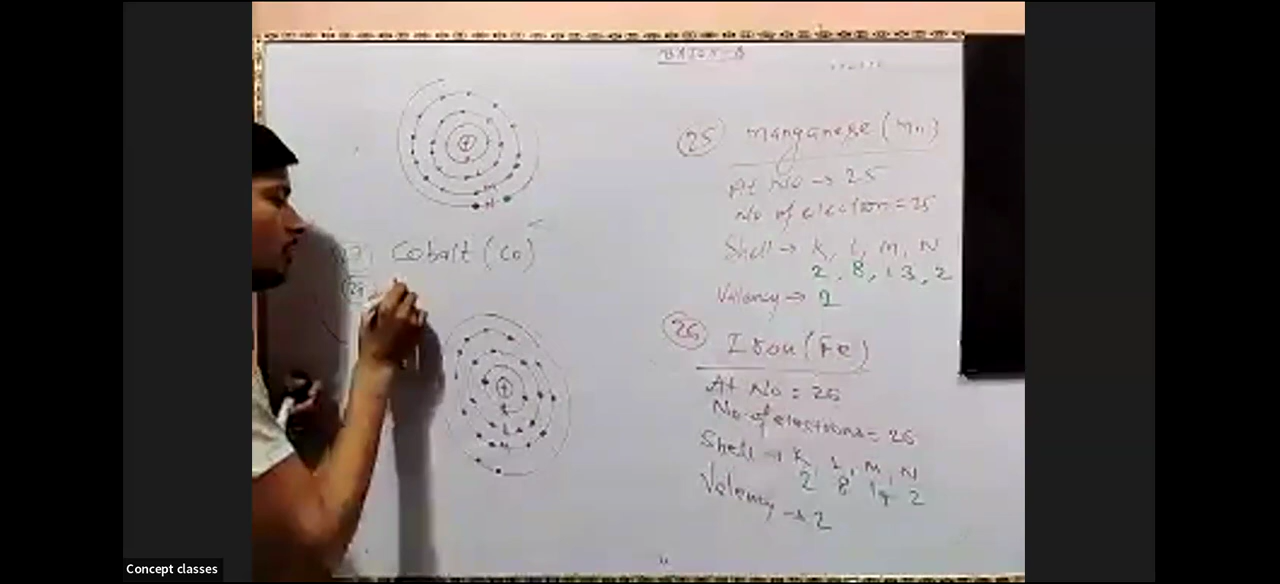 Cobalt (Co)
25 Manganese (Mn)
At No → 25
No of electron = 25
Shell → K, L, M, N
2, 8, 13, 2
Valency → 2
26 Iron (Fe)
At No = 26
No of electrons = 26
Shell → K, L, M, N
2 8 14 2
Valency → 2
Concept classes